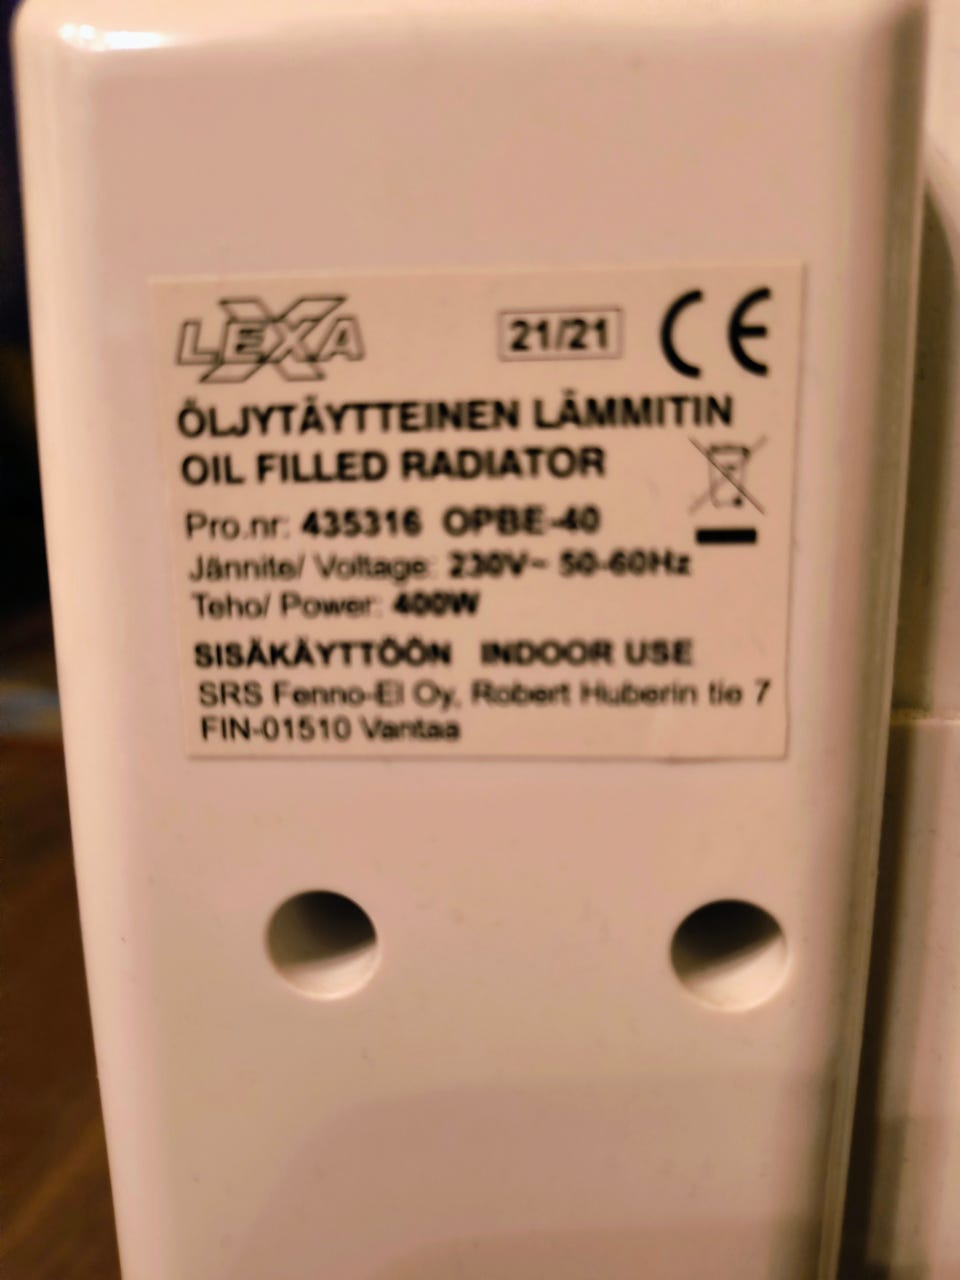 LEXA 21/21 CE
ÖLJYTÄYTTEINEN LÄMMITIN
OIL FILLED RADIATOR
Pro.nr: 435316 OPBE-40
Jännite/ Voltage: 230V~ 50-60Hz
Teho/ Power: 400W
SISÄKÄYTTÖÖN INDOOR USE
SRS Fenno-El Oy, Robert Huberin tie 7
FIN-01510 Vantaa